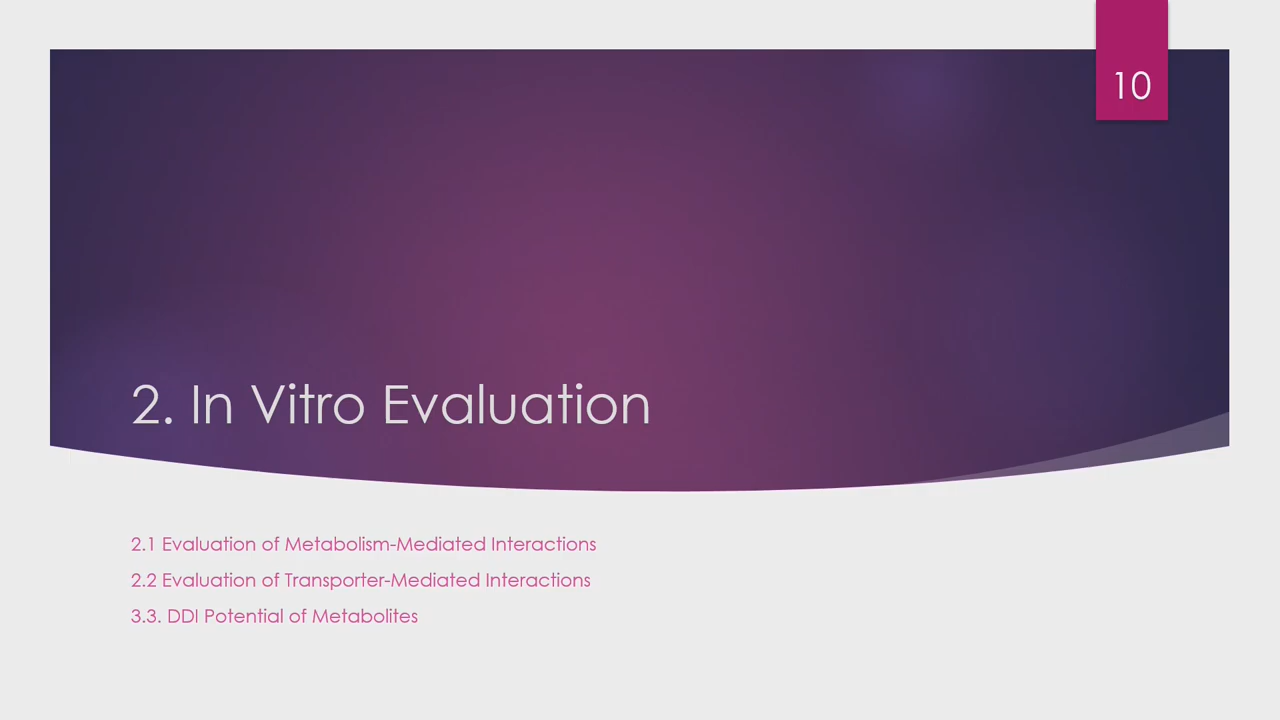 10
2. In Vitro Evaluation
2.1 Evaluation of Metabolism-Mediated Interactions
2.2 Evaluation of Transporter-Mediated Interactions
3.3. DDI Potential of Metabolites